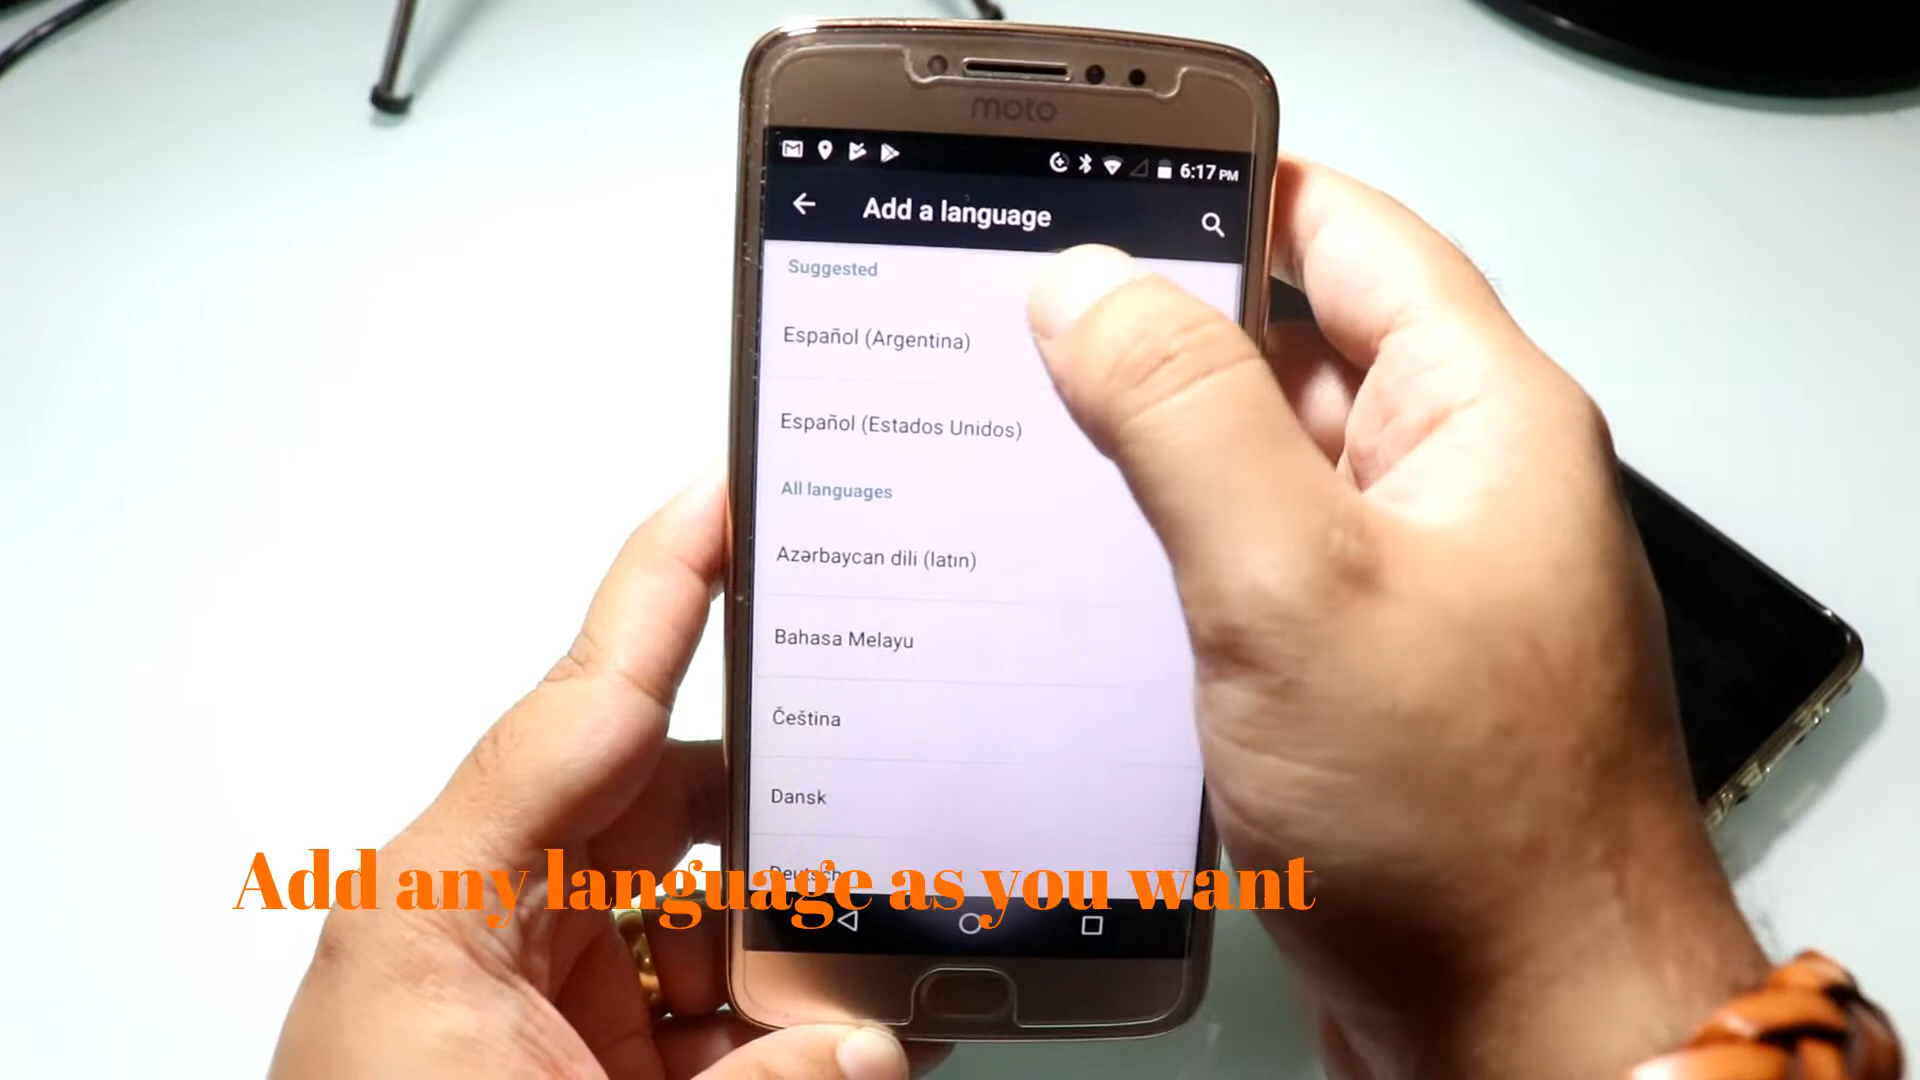 moto
6:17 PM
Add a language
Suggested
Español (Argentina)
Español (Estados Unidos)
All languages
Azərbaycan dili (latın)
Bahasa Melayu
Čeština
Dansk
Deutsch
Add any language as you want